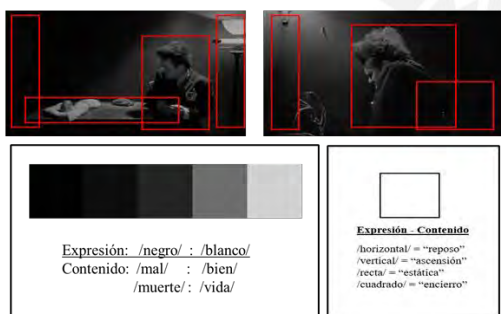 Expresión: /negro/ : /blanco/
Contenido: /mal/ : /bien/
/muerte/ : /vida/
Expresión - Contenido
/horizontal/ = “reposo”
/vertical/ = “ascensión”
/recta/ = “estática”
/cuadrado/ = “encierro”